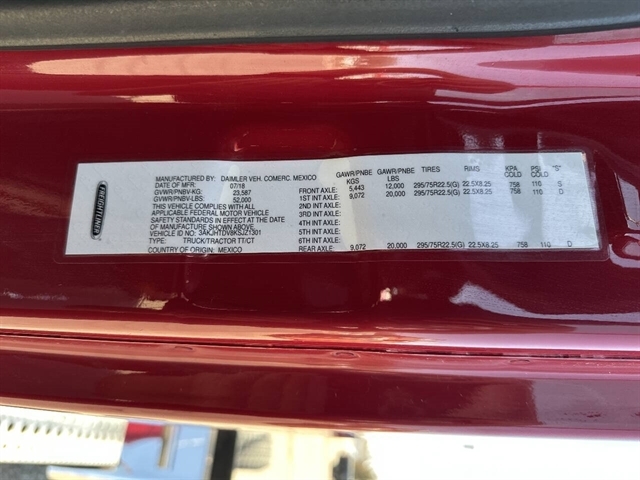 FREIGHTLINER
MANUFACTURED BY: DAIMLER VEH. COMERC. MEXICO
DATE OF MFR: 07/18
GVWR/PNBV-KG: 23,587
GVWR/PNBV-LBS: 52,000
THIS VEHICLE COMPLIES WITH ALL
APPLICABLE FEDERAL MOTOR VEHICLE
SAFETY STANDARDS IN EFFECT AT THE DATE
OF MANUFACTURE SHOWN ABOVE
VEHICLE ID NO: 3AKJHTDV8KSJZ1301
TYPE: TRUCK/TRACTOR TT/CT
COUNTRY OF ORIGIN: MEXICO
GAWR/PNBE KGS GAWR/PNBE LBS TIRES RIMS KPA/COLD PSI/COLD "S"
FRONT AXLE: 5,443 12,000 295/75R22.5(G) 22.5X8.25 758 110 S
1ST INT AXLE: 9,072 20,000 295/75R22.5(G) 22.5X8.25 758 110 D
2ND INT AXLE:
3RD INT AXLE:
4TH INT AXLE:
5TH INT AXLE:
6TH INT AXLE:
REAR AXLE: 9,072 20,000 295/75R22.5(G) 22.5X8.25 758 110 D